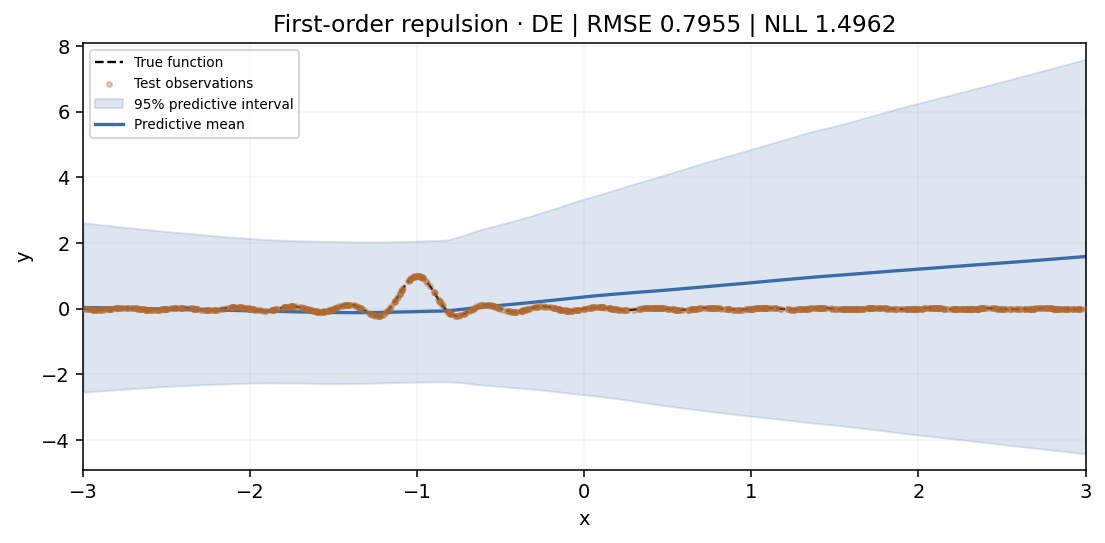 First-order repulsion · DE | RMSE 0.7955 | NLL 1.4962
True function
Test observations
95% predictive interval
Predictive mean
y
8
6
4
2
0
−2
−4
−3
−2
−1
0
1
2
3
x